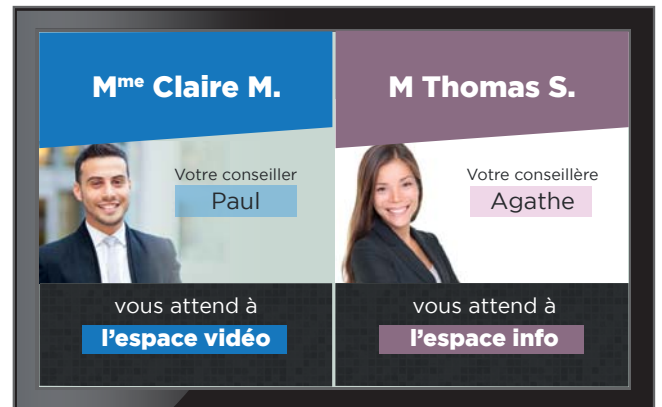 Mme Claire M.
Votre conseiller
Paul
vous attend à
l'espace vidéo
M Thomas S.
Votre conseillère
Agathe
vous attend à
l'espace info